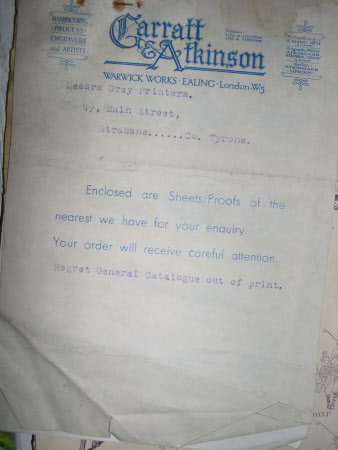 MANUFACTURING
PROCESS
ENGRAVERS
and ARTISTS
Garratt
& Atkinson
WARWICK WORKS · EALING · London · W5
Messrs Gray Printers.
49, Main Street,
Strabane......Co. Tyrone.
Enclosed are Sheets/Proofs of the
nearest we have for your enquiry.
Your order will receive careful attention.
Regret General Catalogue out of print.